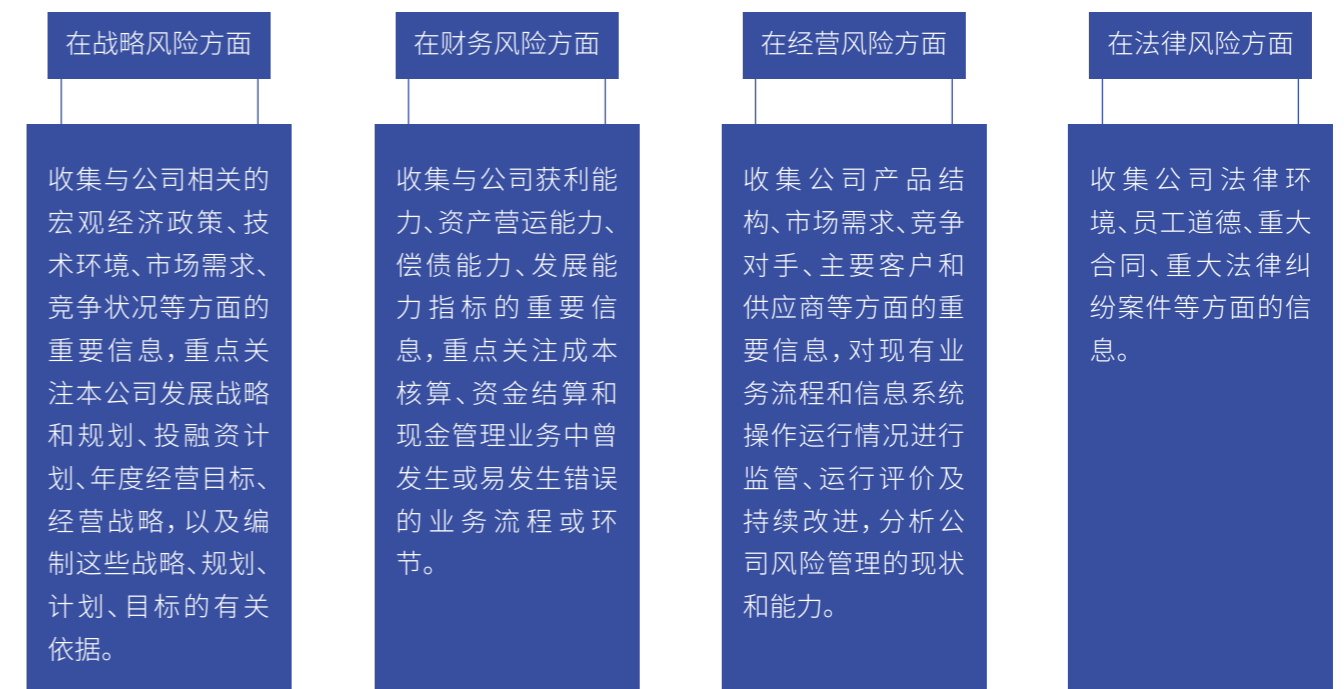 在战略风险方面
收集与公司相关的
宏观经济政策、技
术环境、市场需求、
竞争状况等方面的
重要信息，重点关
注本公司发展战略
和规划、投融资计
划、年度经营目标、
经营战略，以及编
制这些战略、规划、
计划、目标的有关
依据。
在财务风险方面
收集与公司获利能
力、资产营运能力、
偿债能力、发展能
力指标的重要信
息，重点关注成本
核算、资金结算和
现金管理业务中曾
发生或易发生错误
的业务流程或环
节。
在经营风险方面
收集公司产品结
构、市场需求、竞争
对手、主要客户和
供应商等方面的重
要信息，对现有业
务流程和信息系统
操作运行情况进行
监管、运行评价及
持续改进，分析公
司风险管理的现状
和能力。
在法律风险方面
收集公司法律环
境、员工道德、重大
合同、重大法律纠
纷案件等方面的信
息。